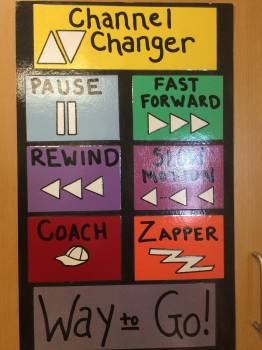 Channel
Changer
PAUSE
FAST
FORWARD
REWIND
SLOW
MOTION
COACH
ZAPPER
Way to Go!